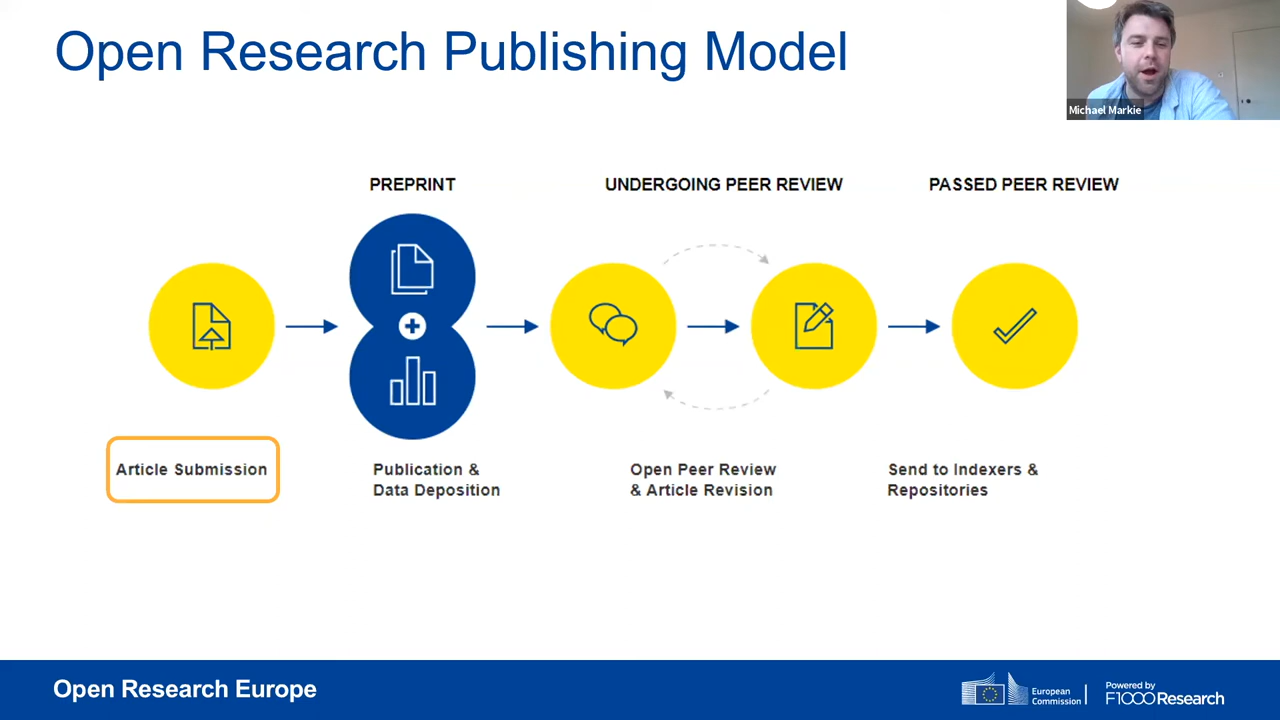 Open Research Publishing Model
Michael Markie
PREPRINT
UNDERGOING PEER REVIEW
PASSED PEER REVIEW
Article Submission
Publication &
Data Deposition
Open Peer Review
& Article Revision
Send to Indexers &
Repositories
Open Research Europe
European
Commission
Powered by
F1000Research